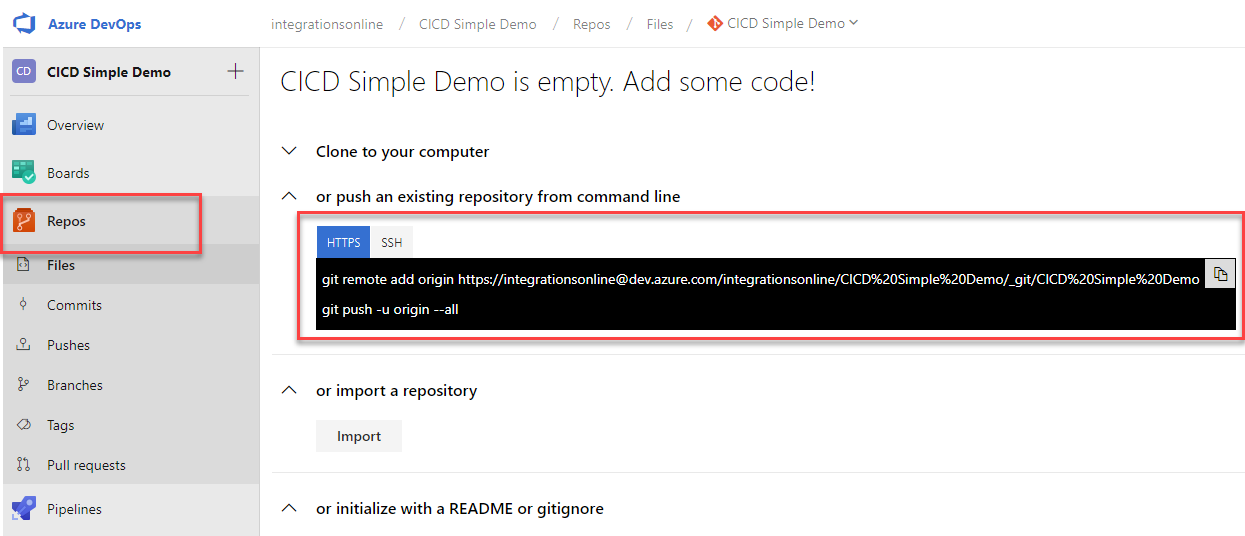 Azure DevOps
integrationsonline / CICD Simple Demo / Repos / Files / CICD Simple Demo
CD CICD Simple Demo
Overview
Boards
Repos
Files
Commits
Pushes
Branches
Tags
Pull requests
Pipelines
CICD Simple Demo is empty. Add some code!
Clone to your computer
or push an existing repository from command line
HTTPS SSH
git remote add origin https://integrationsonline@dev.azure.com/integrationsonline/CICD%20Simple%20Demo/_git/CICD%20Simple%20Demo
git push -u origin --all
or import a repository
Import
or initialize with a README or gitignore